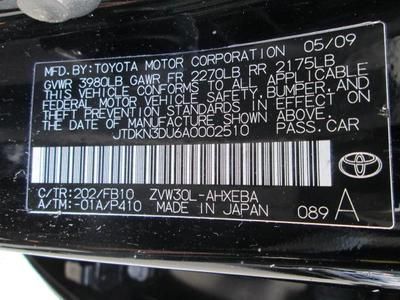 MFD.BY:TOYOTA MOTOR CORPORATION 05/09
GVWR 3980LB GAWR FR 2270LB RR 2175LB
THIS VEHICLE CONFORMS TO ALL APPLICABLE
FEDERAL MOTOR VEHICLE SAFETY,BUMPER,AND
THEFT PREVENTION STANDARDS IN EFFECT ON
THE DATE OF MANUFACTURE SHOWN ABOVE.
JTDKN3DU6A0002510 PASS.CAR
C/TR:202/FB10 ZVW30L-AHXEBA
A/TM:-01A/P410 MADE IN JAPAN 089 A
TOYOTA